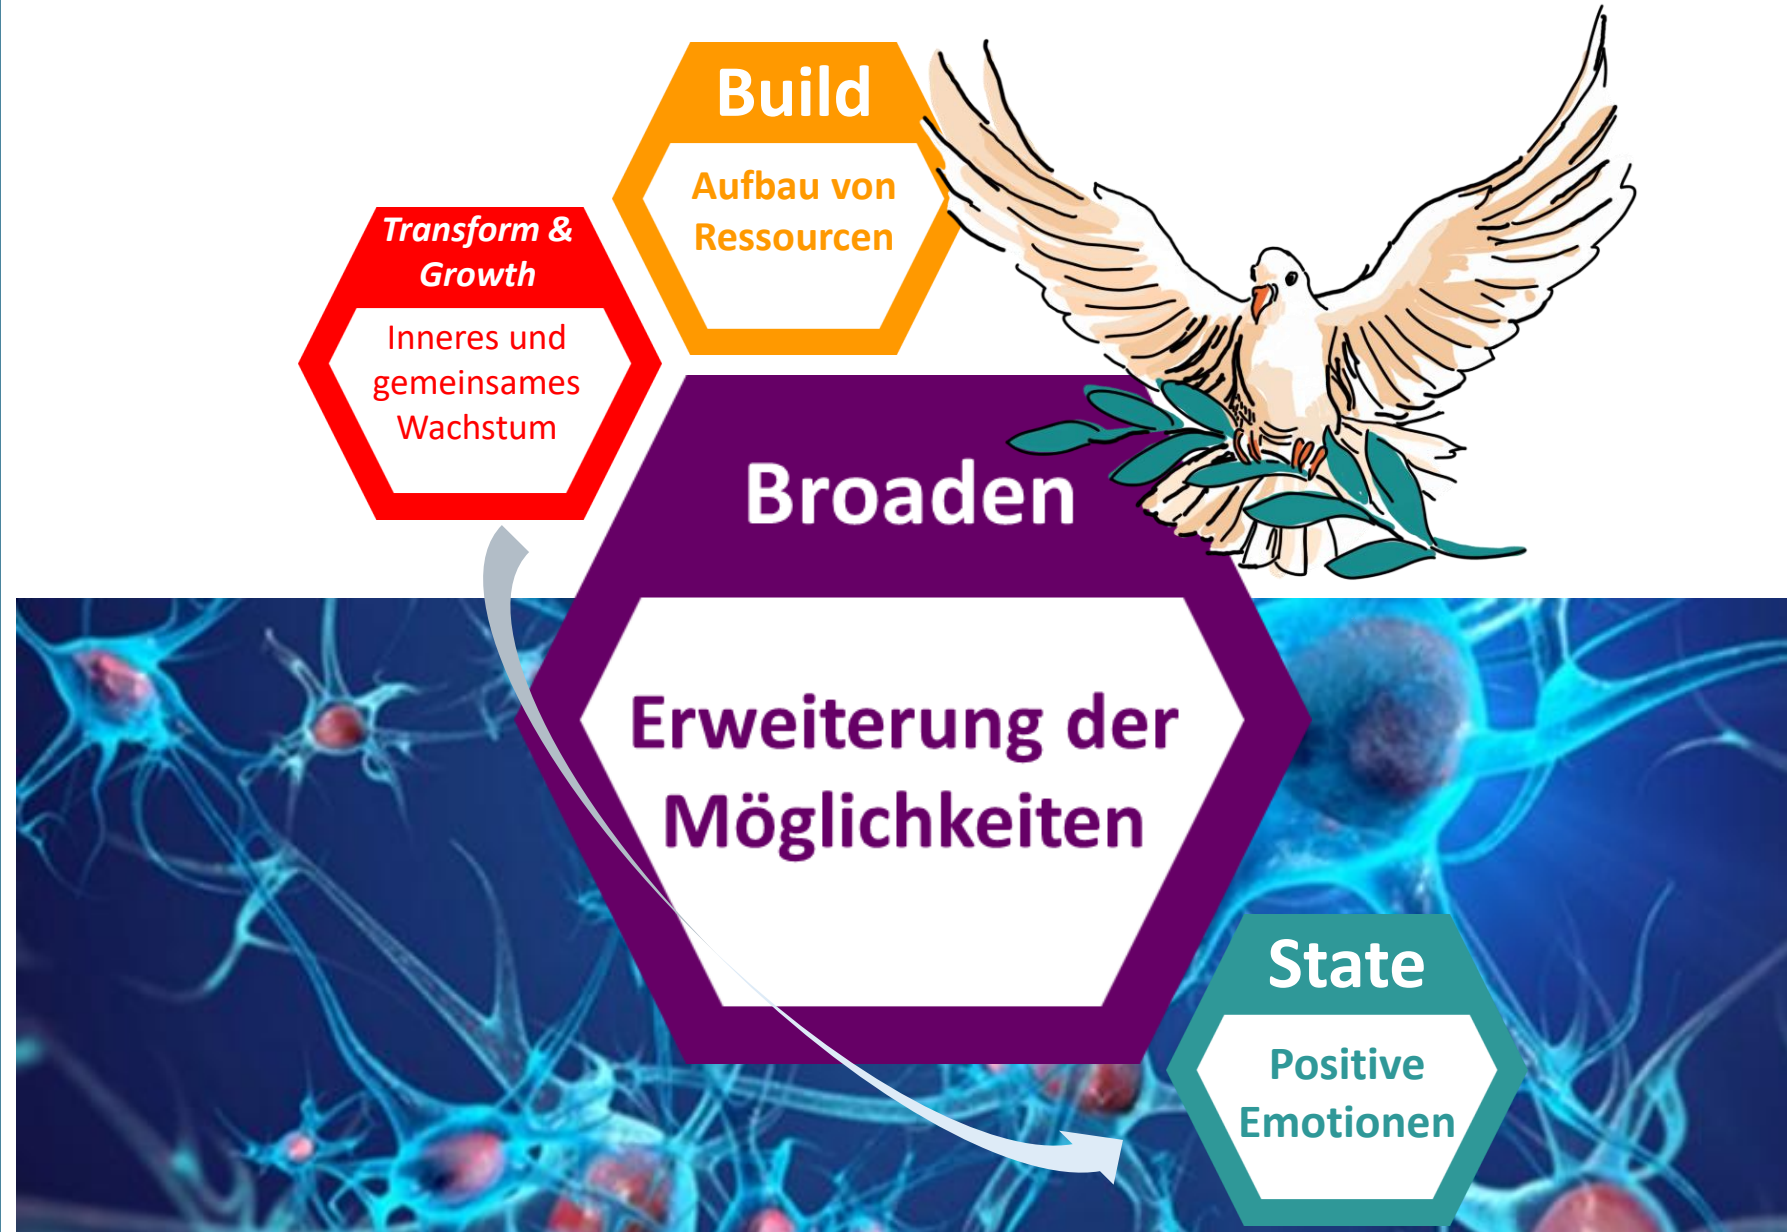 Build
Aufbau von
Ressourcen
Transform &
Growth
Inneres und
gemeinsames
Wachstum
Broaden
Erweiterung der
Möglichkeiten
State
Positive
Emotionen